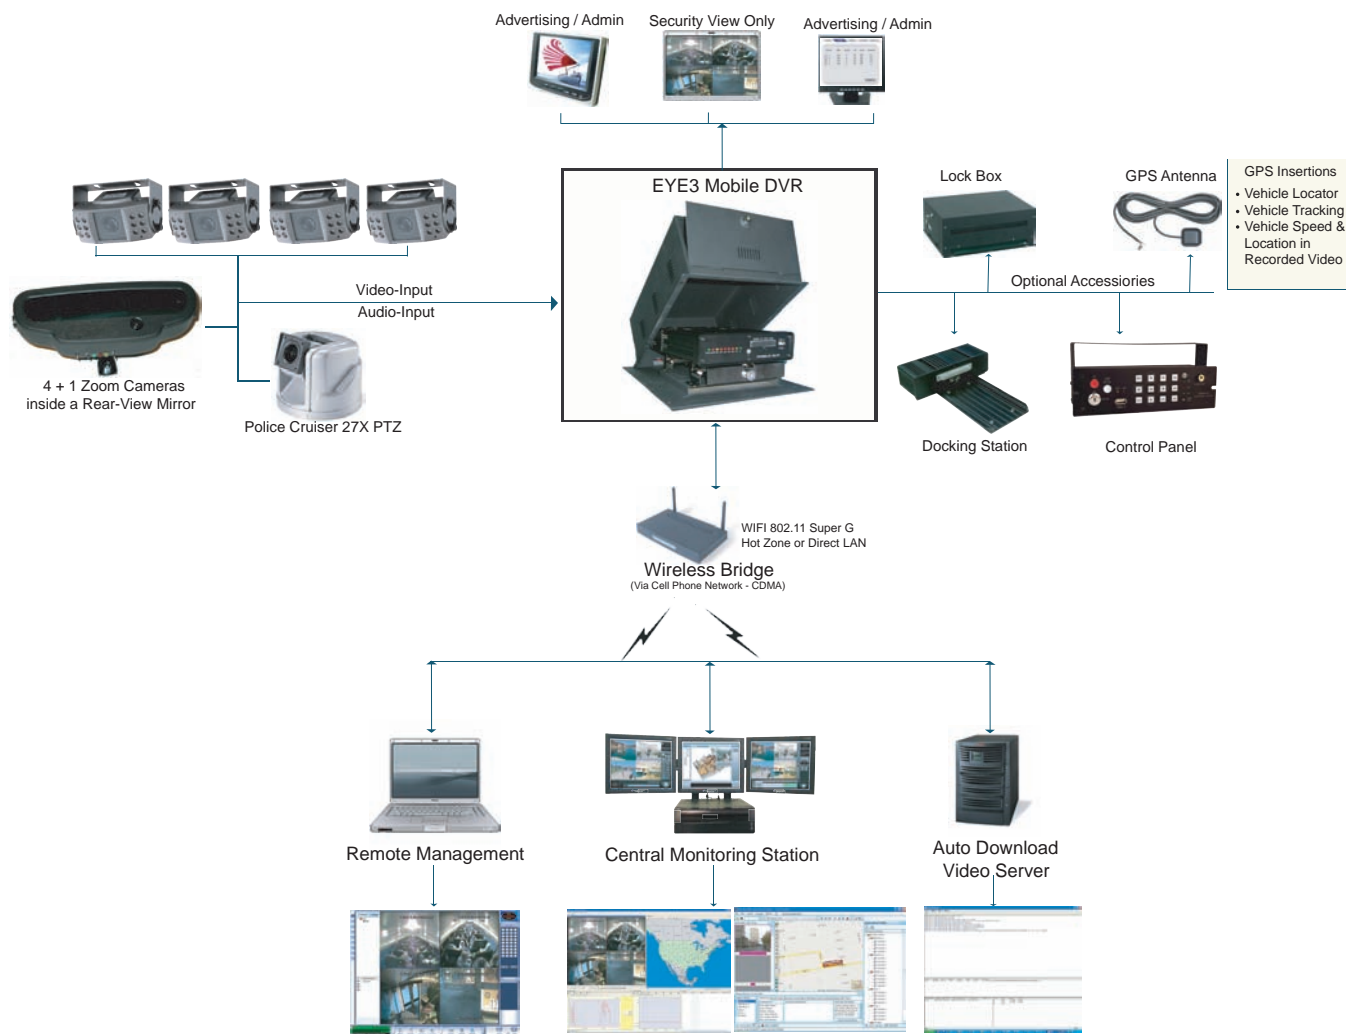 Advertising / Admin
Security View Only
Advertising / Admin
EYE3 Mobile DVR
Lock Box
GPS Antenna
GPS Insertions
• Vehicle Locator
• Vehicle Tracking
• Vehicle Speed &
Location in
Recorded Video
Video-Input
Audio-Input
Optional Accessiories
4 + 1 Zoom Cameras
inside a Rear-View Mirror
Police Cruiser 27X PTZ
Docking Station
Control Panel
WIFI 802.11 Super G
Hot Zone or Direct LAN
Wireless Bridge
(Via Cell Phone Network - CDMA)
Remote Management
Central Monitoring Station
Auto Download
Video Server